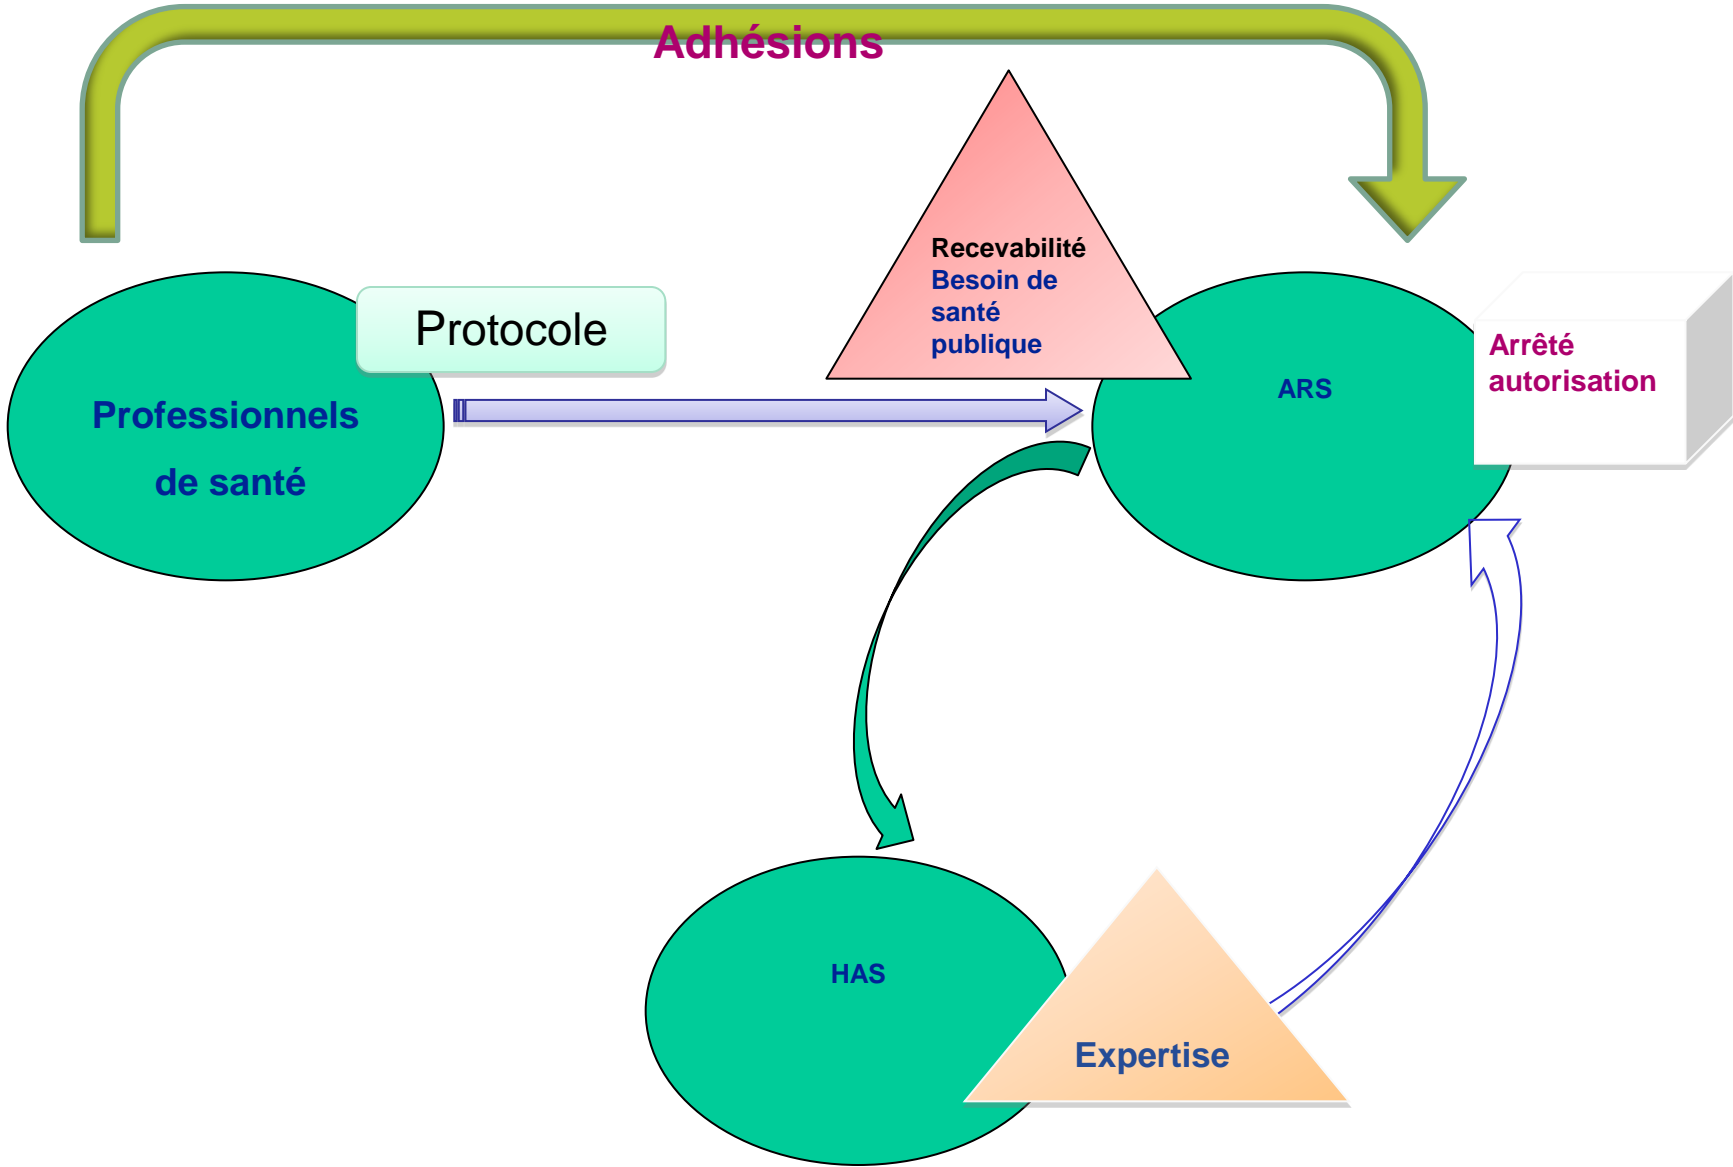 Adhésions
Recevabilité
Besoin de
santé
publique
Protocole
Professionnels
de santé
ARS
Arrêté
autorisation
HAS
Expertise